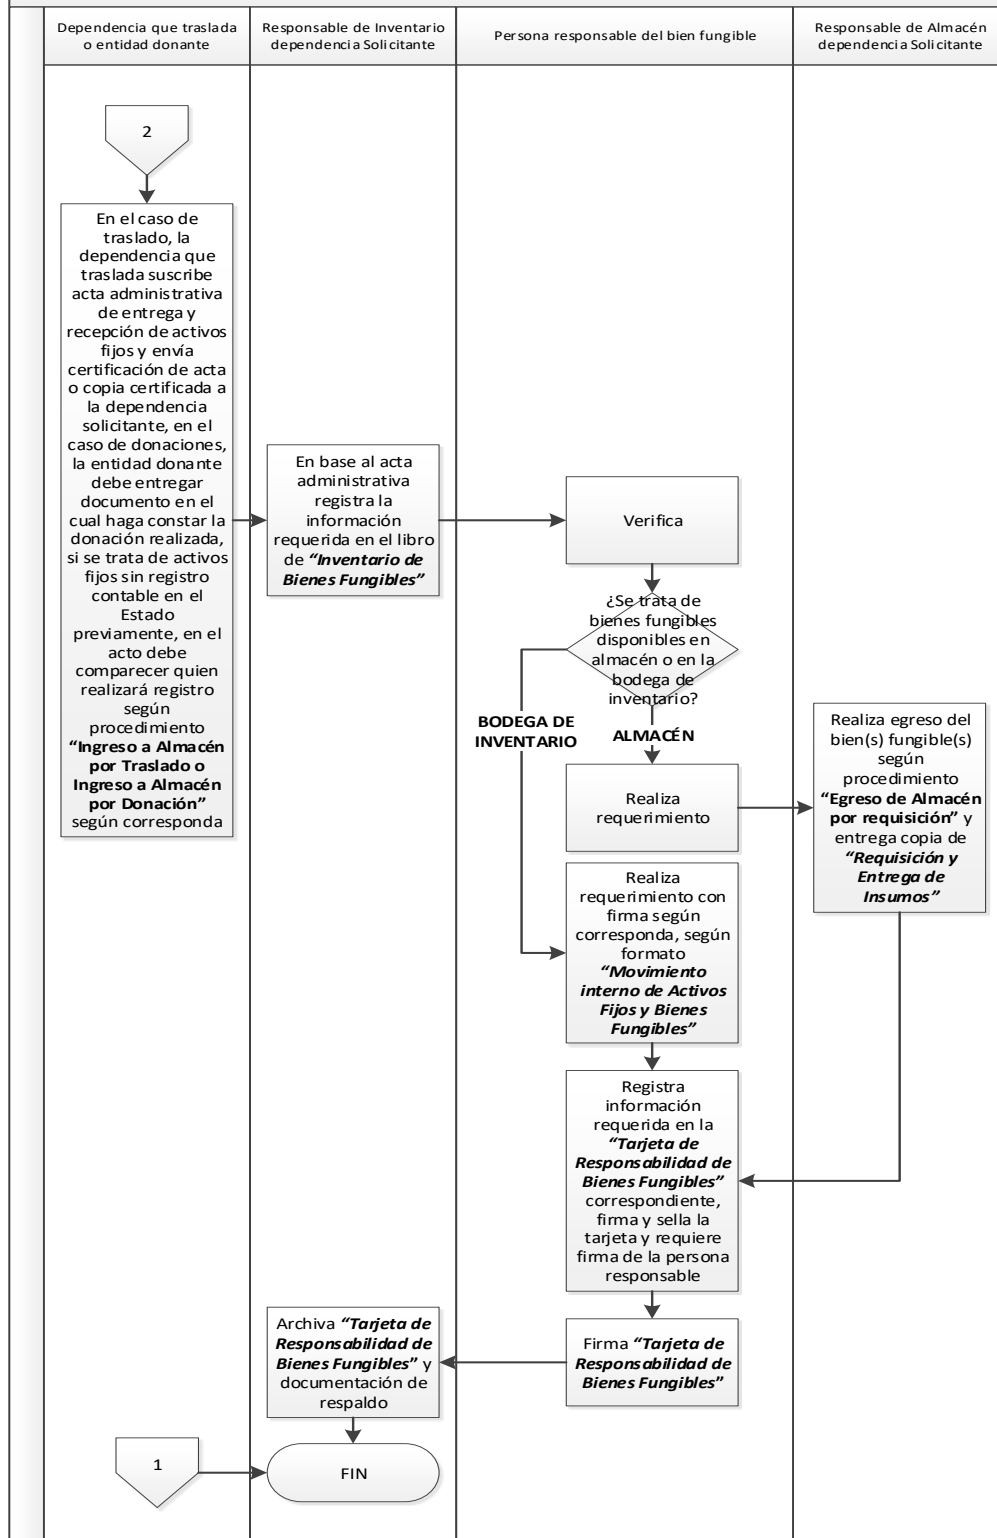 Dependencia que traslada
o entidad donante
Responsable de Inventario
dependencia Solicitante
Persona responsable del bien fungible
Responsable de Almacén
dependencia Solicitante
2
En el caso de
traslado, la
dependencia que
traslada suscribe
acta administrativa
de entrega y
recepción de activos
fijos y envía
certificación de acta
o copia certificada a
la dependencia
solicitante, en el
caso de donaciones,
la entidad donante
debe entregar
documento en el
cual haga constar la
donación realizada,
si se trata de activos
fijos sin registro
contable en el
Estado
previamente, en el
acto debe
comparecer quien
realizará registro
según
procedimiento
“Ingreso a Almacén
por Traslado o
Ingreso a Almacén
por Donación”
según corresponda
En base al acta
administrativa
registra la
información
requerida en el libro
de “Inventario de
Bienes Fungibles”
Verifica
¿Se trata de
bienes fungibles
disponibles en
almacén o en la
bodega de
inventario?
BODEGA DE
INVENTARIO
ALMACÉN
Realiza
requerimiento
Realiza egreso del
bien(s) fungible(s)
según
procedimiento
“Egreso de Almacén
por requisición” y
entrega copia de
“Requisición y
Entrega de
Insumos”
Realiza
requerimiento con
firma según
corresponda, según
formato
“Movimiento
interno de Activos
Fijos y Bienes
Fungibles”
Registra
información
requerida en la
“Tarjeta de
Responsabilidad de
Bienes Fungibles”
correspondiente,
firma y sella la
tarjeta y requiere
firma de la persona
responsable
Firma “Tarjeta de
Responsabilidad de
Bienes Fungibles”
Archiva “Tarjeta de
Responsabilidad de
Bienes Fungibles” y
documentación de
respaldo
1
FIN